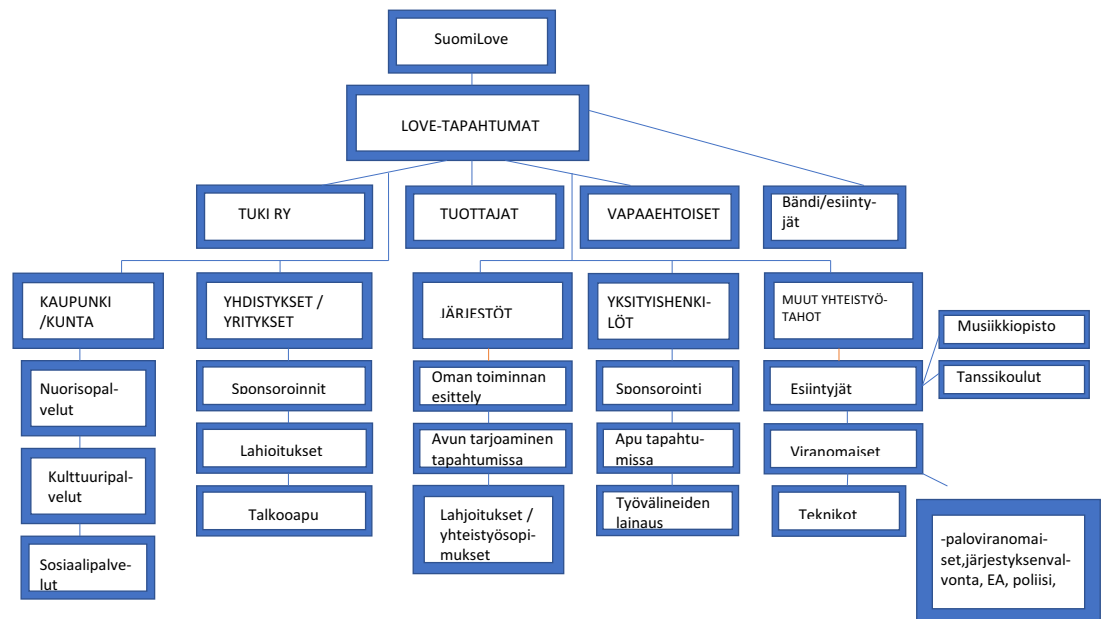 SuomiLove
LOVE-TAPAHTUMAT
TUKI RY
TUOTTAJAT
VAPAAEHTOISET
Bändi/esiinty-
jät
KAUPUNKI
/KUNTA
YHDISTYKSET /
YRITYKSET
JÄRJESTÖT
YKSITYISHENKI-
LÖT
MUUT YHTEISTYÖ-
TAHOT
Musiikkiopisto
Tanssikoulut
Nuorisopal-
velut
Sponsoroinnit
Oman toiminnan
esittely
Sponsorointi
Esiintyjät
Kulttuuripal-
velut
Lahjoitukset
Avun tarjoaminen
tapahtumissa
Apu tapahtu-
missa
Viranomaiset
Sosiaalipalve-
lut
Talkooapu
Lahjoitukset /
yhteistyösopi-
mukset
Työvälineiden
lainaus
Teknikot
-paloviranomai-
set,järjestyksenval-
vonta, EA, poliisi,